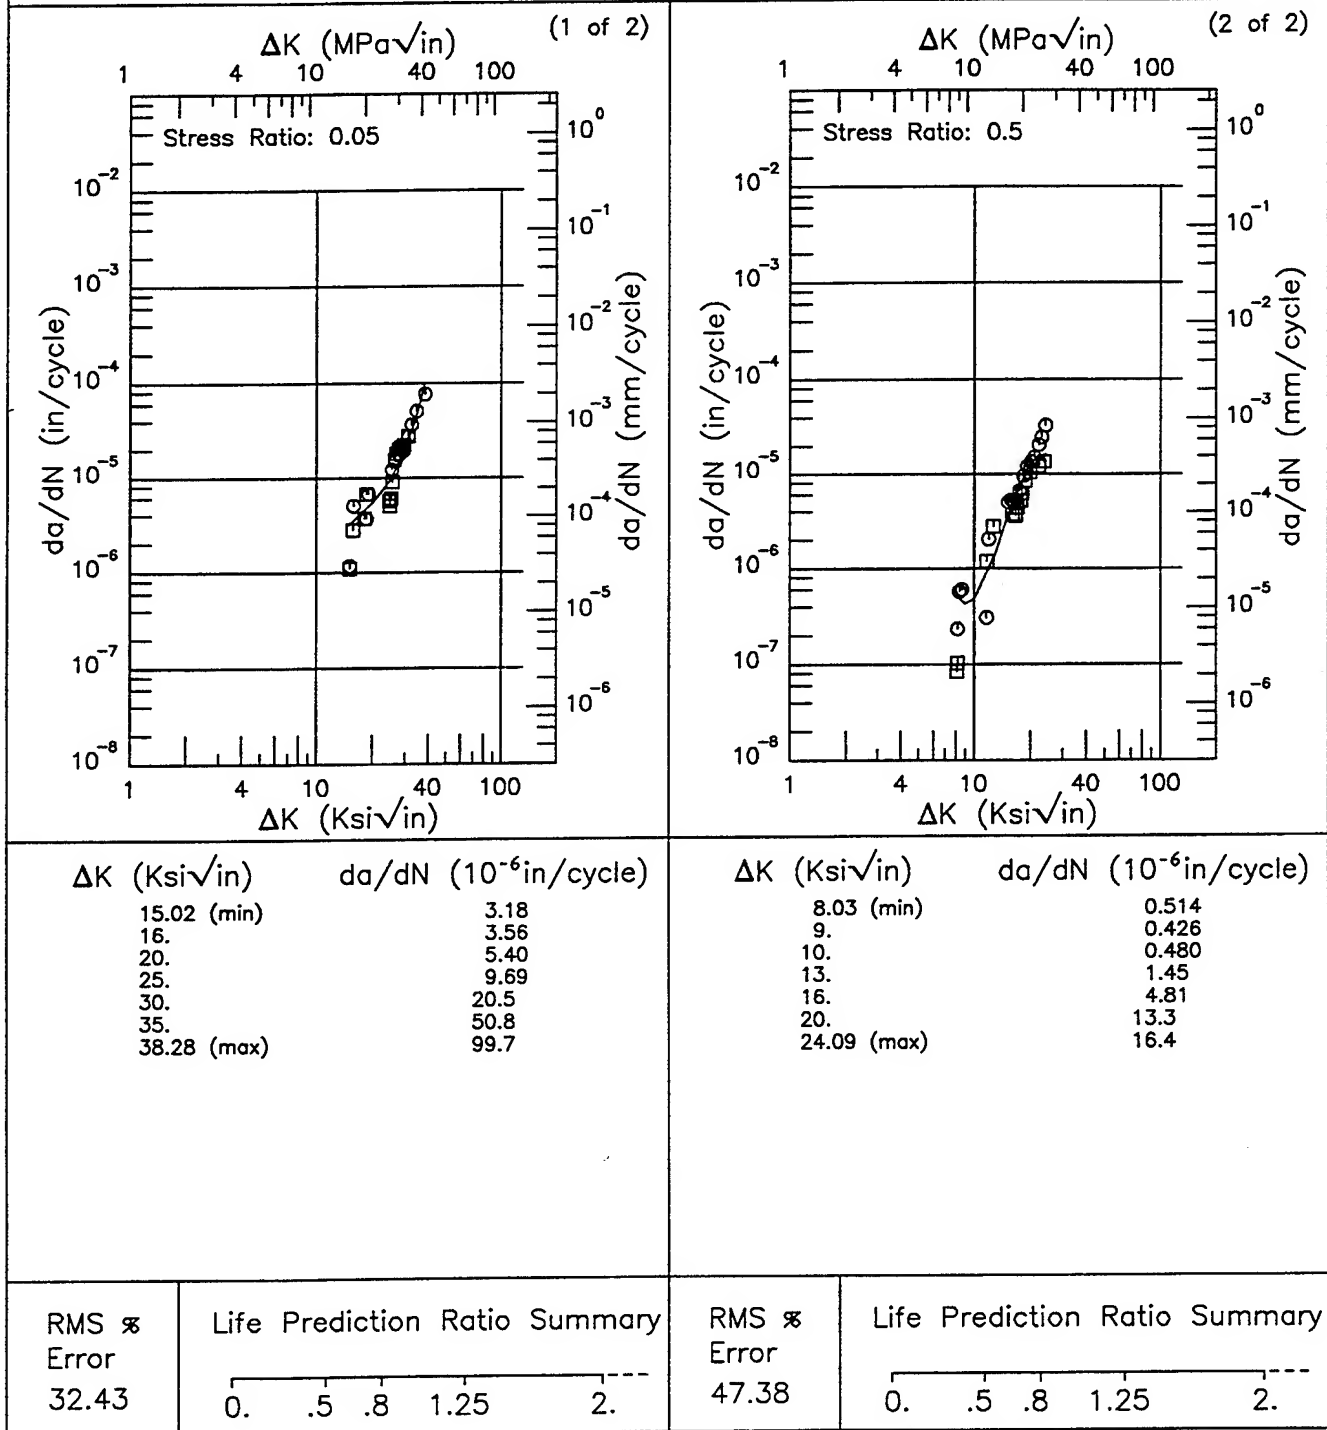 (1 of 2)
ΔK (MPa√in)
1 4 10 40 100
Stress Ratio: 0.05
10⁰
10⁻¹
10⁻²
10⁻³
10⁻⁴
10⁻⁵
10⁻⁶
da/dN (mm/cycle)
10⁻²
10⁻³
10⁻⁴
10⁻⁵
10⁻⁶
10⁻⁷
10⁻⁸
da/dN (in/cycle)
1 4 10 40 100
ΔK (Ksi√in)
ΔK (Ksi√in) da/dN (10⁻⁶in/cycle)
15.02 (min) 3.18
16. 3.56
20. 5.40
25. 9.69
30. 20.5
35. 50.8
38.28 (max) 99.7
RMS %
Error
32.43
Life Prediction Ratio Summary
0. .5 .8 1.25 2.
(2 of 2)
ΔK (MPa√in)
1 4 10 40 100
Stress Ratio: 0.5
10⁰
10⁻¹
10⁻²
10⁻³
10⁻⁴
10⁻�5
10⁻⁶
da/dN (mm/cycle)
10⁻²
10⁻³
10⁻⁴
10⁻⁵
10⁻⁶
10⁻⁷
10⁻⁸
da/dN (in/cycle)
1 4 10 40 100
ΔK (Ksi√in)
ΔK (Ksi√in) da/dN (10⁻⁶in/cycle)
8.03 (min) 0.514
9. 0.426
10. 0.480
13. 1.45
16. 4.81
20. 13.3
24.09 (max) 16.4
RMS %
Error
47.38
Life Prediction Ratio Summary
0. .5 .8 1.25 2.